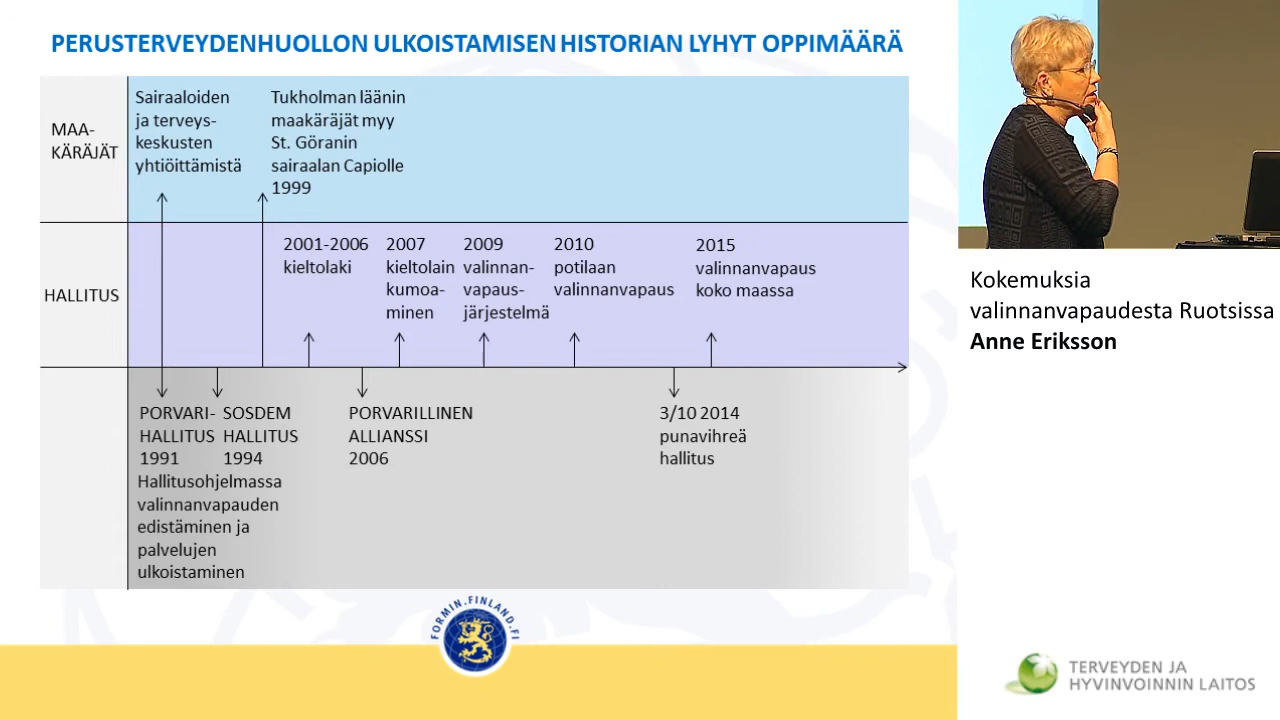 PERUSTERVEYDENHUOLLON ULKOISTAMISEN HISTORIAN LYHYT OPPIMÄÄRÄ
MAA-
KÄRÄJÄT
Sairaaloiden
ja terveys-
keskusten
yhtiöittämistä
Tukholman läänin
maakäräjät myy
St. Göranin
sairaalan Capiolle
1999
HALLITUS
2001-2006
kieltolaki
2007
kieltolain
kumoa-
minen
2009
valinnan-
vapaus-
järjestelmä
2010
potilaan
valinnanvapaus
2015
valinnanvapaus
koko maassa
PORVARI-
HALLITUS
1991
Hallitusohjelmassa
valinnanvapauden
edistäminen ja
palvelujen
ulkoistaminen
SOSDEM
HALLITUS
1994
PORVARILLINEN
ALLIANSSI
2006
3/10 2014
punavihreä
hallitus
FORMIN.FINLAND.FI
Kokemuksia
valinnanvapaudesta Ruotsissa
Anne Eriksson
TERVEYDEN JA
HYVINVOINNIN LAITOS